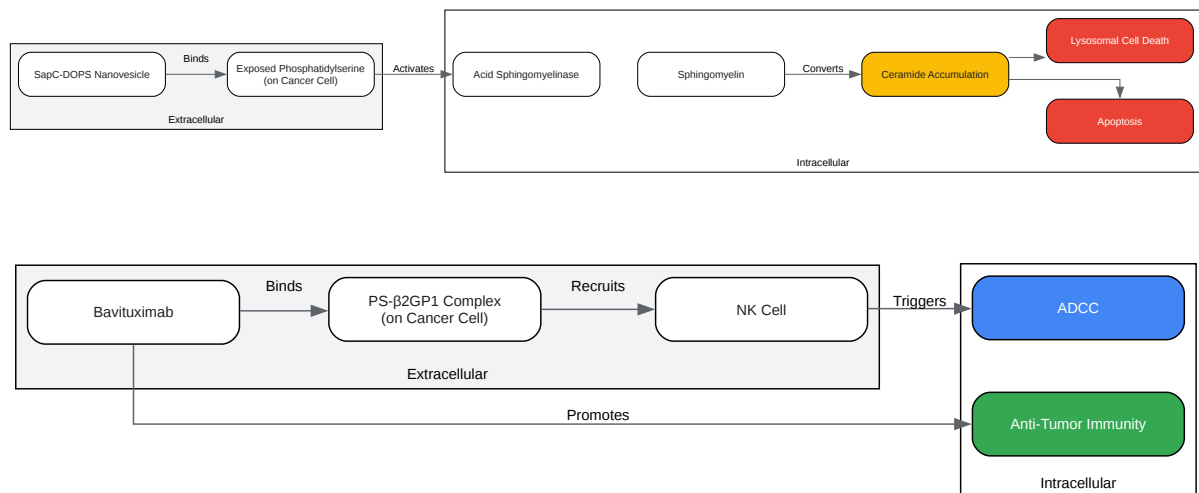 Lysosomal Cell Death
Binds
SapC-DOPS Nanovesicle
Exposed Phosphatidylserine
(on Cancer Cell)
Activates
Acid Sphingomyelinase
Sphingomyelin
Converts
Ceramide Accumulation
Apoptosis
Extracellular
Intracellular
Binds
Recruits
Bavituximab
PS-β2GP1 Complex
(on Cancer Cell)
NK Cell
Triggers
ADCC
Extracellular
Promotes
Anti-Tumor Immunity
Intracellular